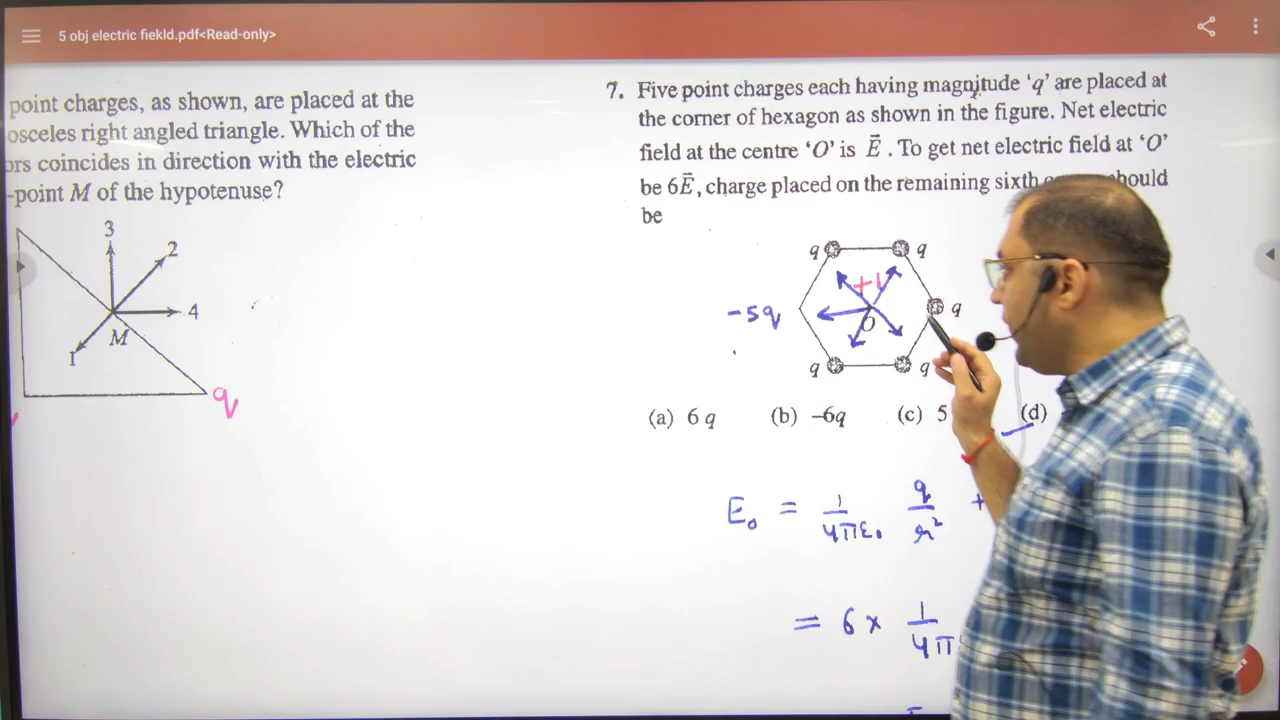 5 obj electric fiekld.pdf<Read-only>
point charges, as shown, are placed at the
osceles right angled triangle. Which of the
ors coincides in direction with the electric
-point M of the hypotenuse?
3
2
4
M
1
q
7. Five point charges each having magnitude ‘q’ are placed at
the corner of hexagon as shown in the figure. Net electric
field at the centre ‘O’ is E⃗ . To get net electric field at ‘O’
be 6E⃗, charge placed on the remaining sixth
be
q q
+1
-5q O q
q q
(a) 6 q (b) –6q (c) 5 (d)
E₀ = 1/4πε₀ q/r² +
= 6 × 1/4π